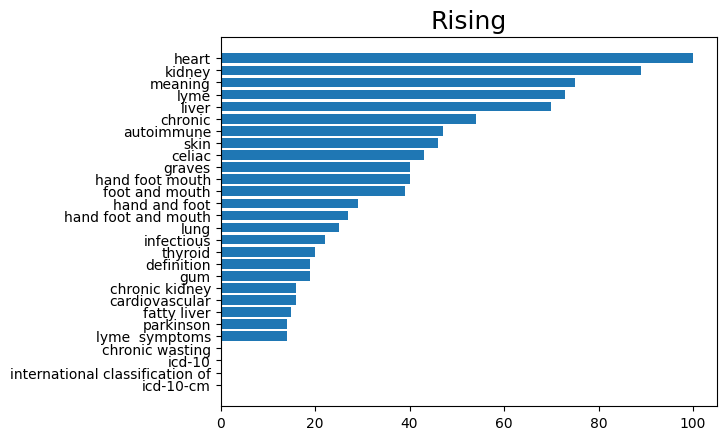 Rising
heart
kidney
meaning
lyme
liver
chronic
autoimmune
skin
celiac
graves
hand foot mouth
foot and mouth
hand and foot
hand foot and mouth
lung
infectious
thyroid
definition
gum
chronic kidney
cardiovascular
fatty liver
parkinson
lyme  symptoms
chronic wasting
icd-10
international classification of
icd-10-cm
0 20 40 60 80 100